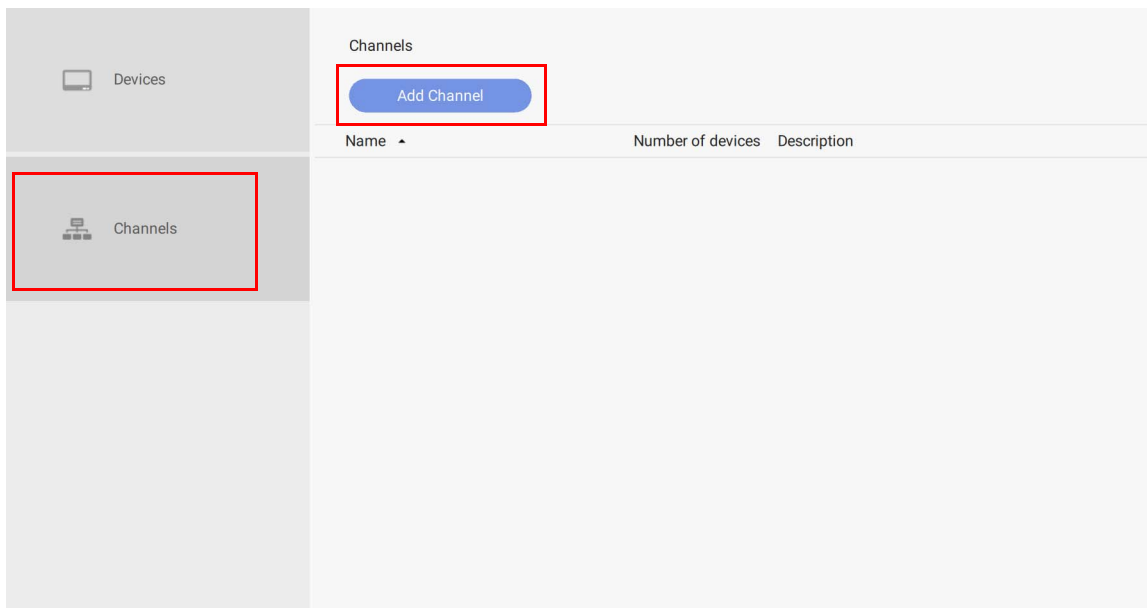 Devices
Channels
Channels
Add Channel
Name Number of devices Description